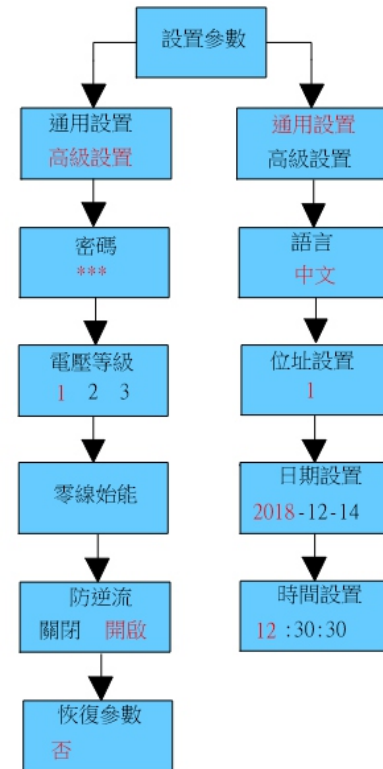 設置參數
通用設置
高級設置
密碼
***
電壓等級
1 2 3
零線始能
防逆流
關閉 開啟
恢復參數
否
通用設置
高級設置
語言
中文
位址設置
1
日期設置
2018-12-14
時間設置
12 :30:30